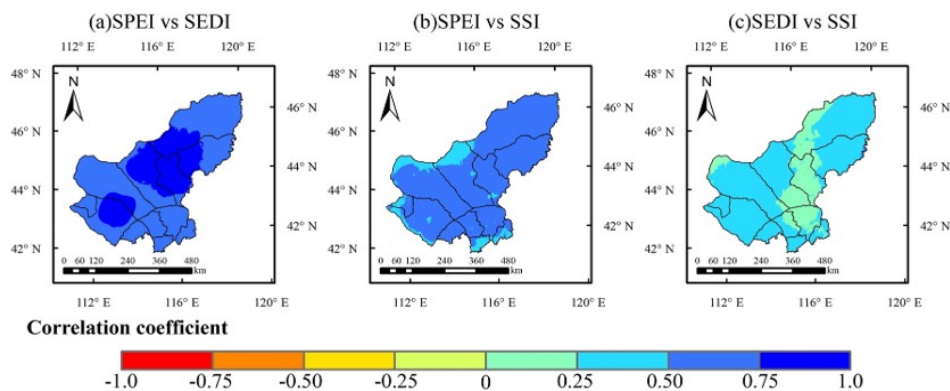 (a)SPEI vs SEDI (b)SPEI vs SSI (c)SEDI vs SSI
112° E 116° E 120° E 112° E 116° E 120° E 112° E 116° E 120° E
48° N 48° N 48° N
N N N
46° N 46° N 46° N 46° N 46° N 46° N
44° N 44° N 44° N 44° N 44° N 44° N
42° N 42° N 42° N 42° N 42° N 42° N
0 60 120 240 360 480 0 60 120 240 360 480 0 60 120 240 360 480
km km km
112° E 116° E 120° E 112° E 116° E 120° E 112° E 116° E 120° E
Correlation coefficient
-1.0 -0.75 -0.50 -0.25 0 0.25 0.50 0.75 1.0